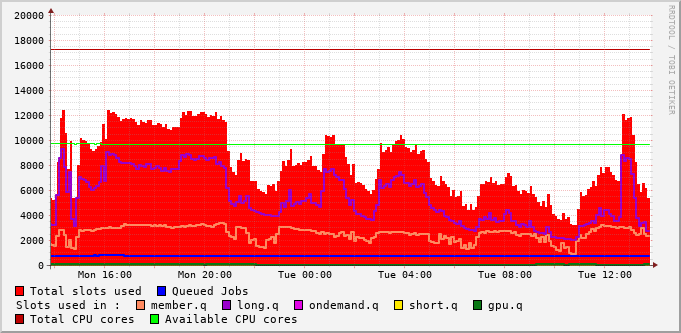 20000
18000
16000
14000
12000
10000
8000
6000
4000
2000
0
Mon 16:00 Mon 20:00 Tue 00:00 Tue 04:00 Tue 08:00 Tue 12:00
Total slots used Queued Jobs
Slots used in : member.q long.q ondemand.q short.q gpu.q
Total CPU cores Available CPU cores
RRDTOOL / TOBI OETIKER